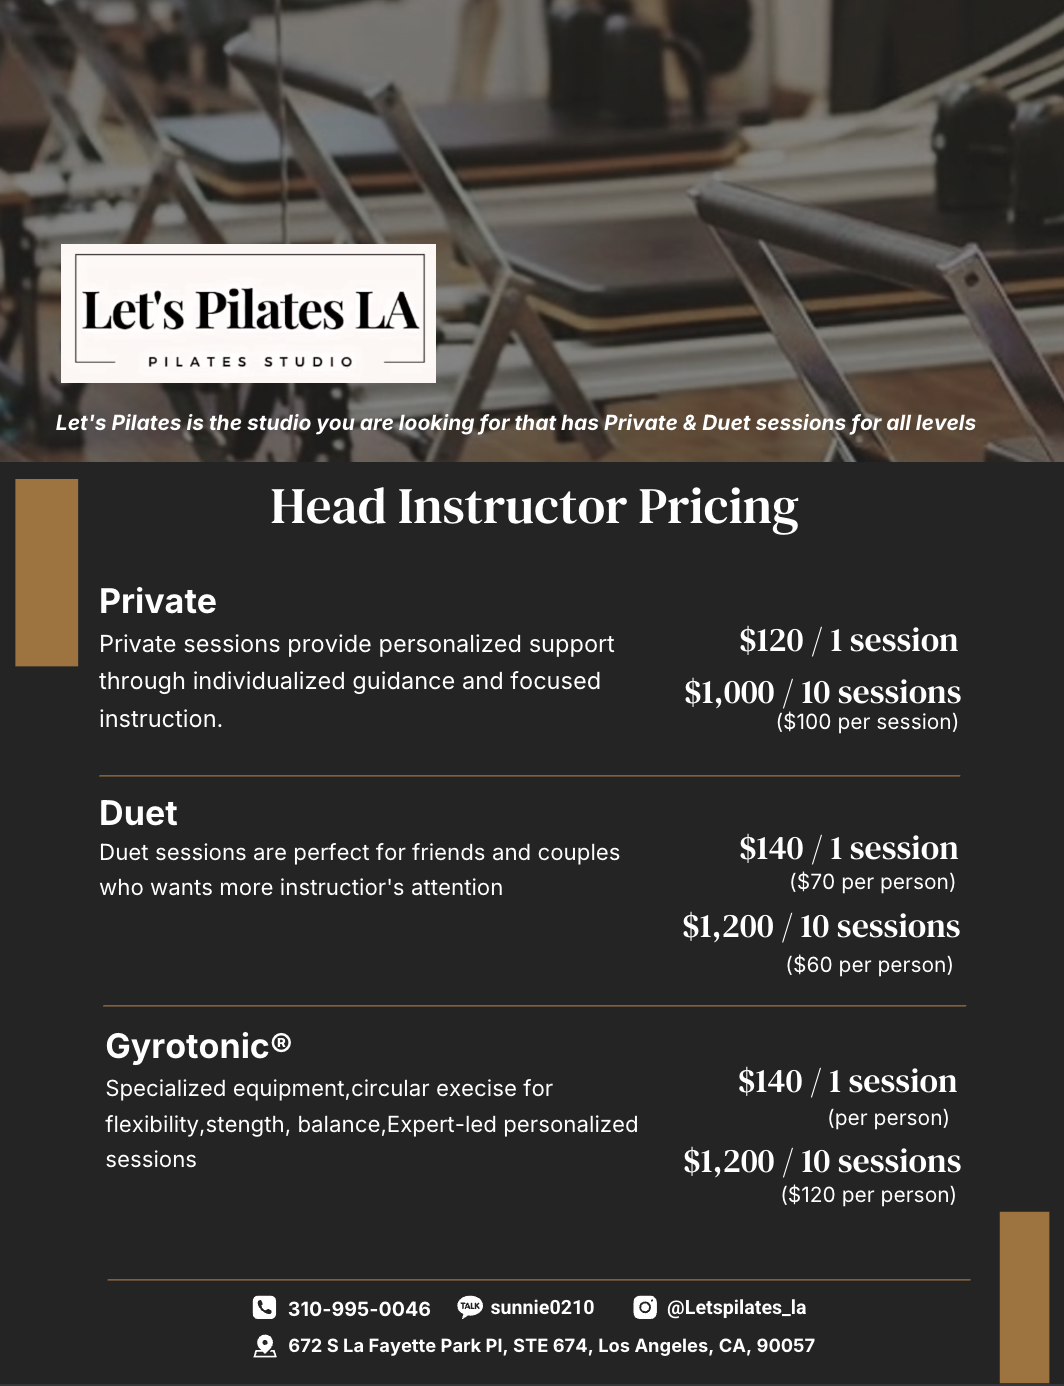 Let's Pilates LA
PILATES STUDIO
Let's Pilates is the studio you are looking for that has Private & Duet sessions for all levels
Head Instructor Pricing
Private
Private sessions provide personalized support
through individualized guidance and focused
instruction.
$120 / 1 session
$1,000 / 10 sessions
($100 per session)
Duet
Duet sessions are perfect for friends and couples
who wants more instructior's attention
$140 / 1 session
($70 per person)
$1,200 / 10 sessions
($60 per person)
Gyrotonic®
Specialized equipment,circular execise for
flexibility,stength, balance,Expert-led personalized
sessions
$140 / 1 session
(per person)
$1,200 / 10 sessions
($120 per person)
310-995-0046 TALK sunnie0210 @Letspilates_la
672 S La Fayette Park Pl, STE 674, Los Angeles, CA, 90057